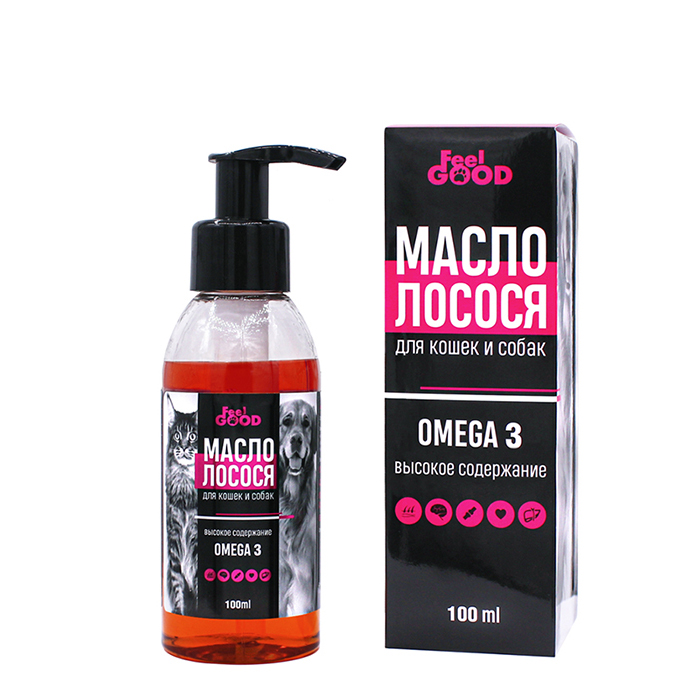 Feel
GOOD
МАСЛО
ЛОСОСЯ
для кошек и собак
высокое содержание
OMEGA 3
100ml
Feel
GOOD
МАСЛО
ЛОСОСЯ
для кошек и собак
OMEGA 3
высокое содержание
100 ml